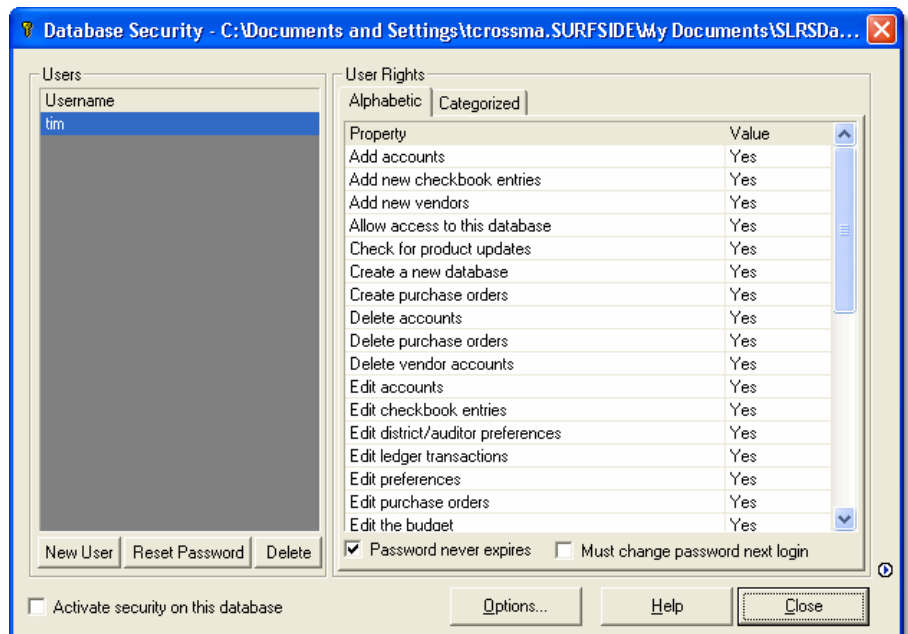 Database Security - C:\Documents and Settings\tcrossma.SURFSIDE\My Documents\SLRSDa...
Users
Username
tim
New User Reset Password Delete
User Rights
Alphabetic Categorized
Property Value
Add accounts Yes
Add new checkbook entries Yes
Add new vendors Yes
Allow access to this database Yes
Check for product updates Yes
Create a new database Yes
Create purchase orders Yes
Delete accounts Yes
Delete purchase orders Yes
Delete vendor accounts Yes
Edit accounts Yes
Edit checkbook entries Yes
Edit district/auditor preferences Yes
Edit ledger transactions Yes
Edit preferences Yes
Edit purchase orders Yes
Edit the budget Yes
Password never expires Must change password next login
Activate security on this database
Options... Help Close